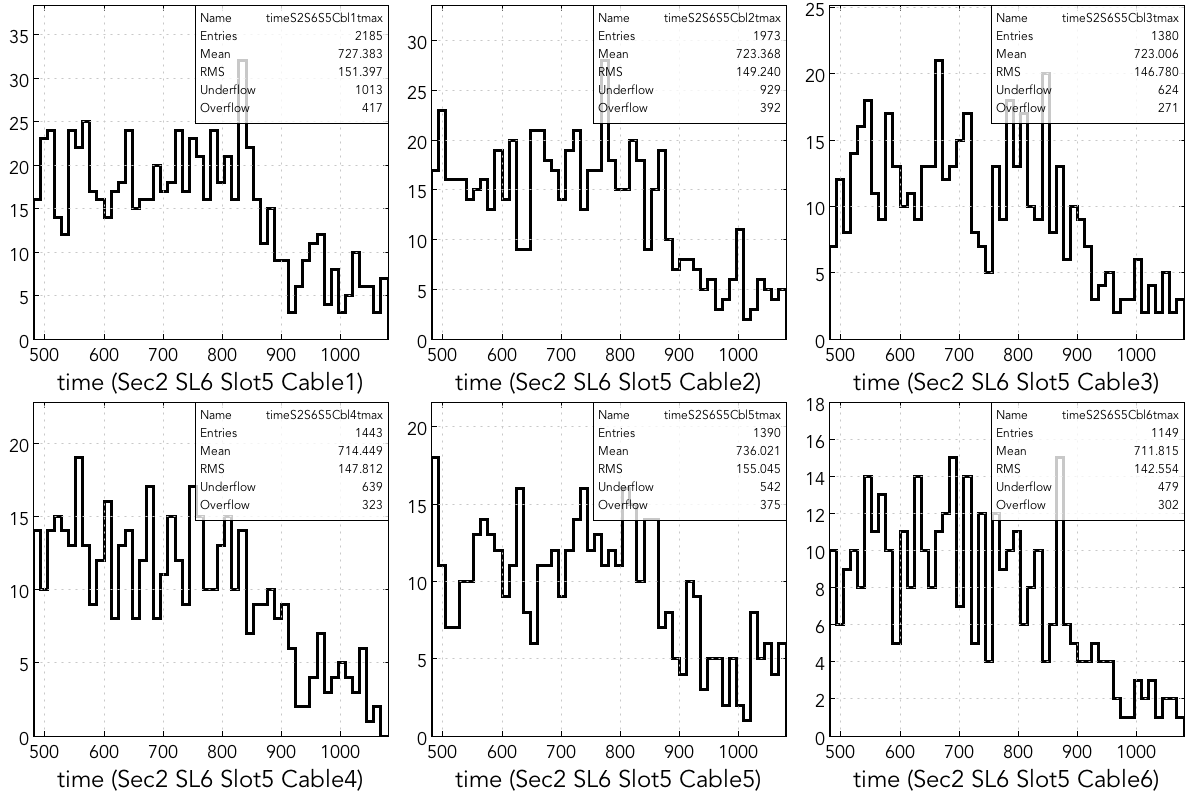 Name timeS2S6S5Cbl1tmax
Entries 2185
Mean 727.383
RMS 151.397
Underflow 1013
Overflow 417
35
30
25
20
15
10
5
0
500 600 700 800 900 1000
time (Sec2 SL6 Slot5 Cable1)
Name timeS2S6S5Cbl2tmax
Entries 1973
Mean 723.368
RMS 149.240
Underflow 929
Overflow 392
30
25
20
15
10
5
0
500 600 700 800 900 1000
time (Sec2 SL6 Slot5 Cable2)
Name timeS2S6S5Cbl3tmax
Entries 1380
Mean 723.006
RMS 146.780
Underflow 624
Overflow 271
25
20
15
10
5
0
500 600 700 800 900 1000
time (Sec2 SL6 Slot5 Cable3)
Name timeS2S6S5Cbl4tmax
Entries 1443
Mean 714.449
RMS 147.812
Underflow 639
Overflow 323
20
15
10
5
0
500 600 700 800 900 1000
time (Sec2 SL6 Slot5 Cable4)
Name timeS2S6S5Cbl5tmax
Entries 1390
Mean 736.021
RMS 155.045
Underflow 542
Overflow 375
20
15
10
5
0
500 600 700 800 900 1000
time (Sec2 SL6 Slot5 Cable5)
Name timeS2S6S5Cbl6tmax
Entries 1149
Mean 711.815
RMS 142.554
Underflow 479
Overflow 302
18
16
14
12
10
8
6
4
2
0
500 600 700 800 900 1000
time (Sec2 SL6 Slot5 Cable6)